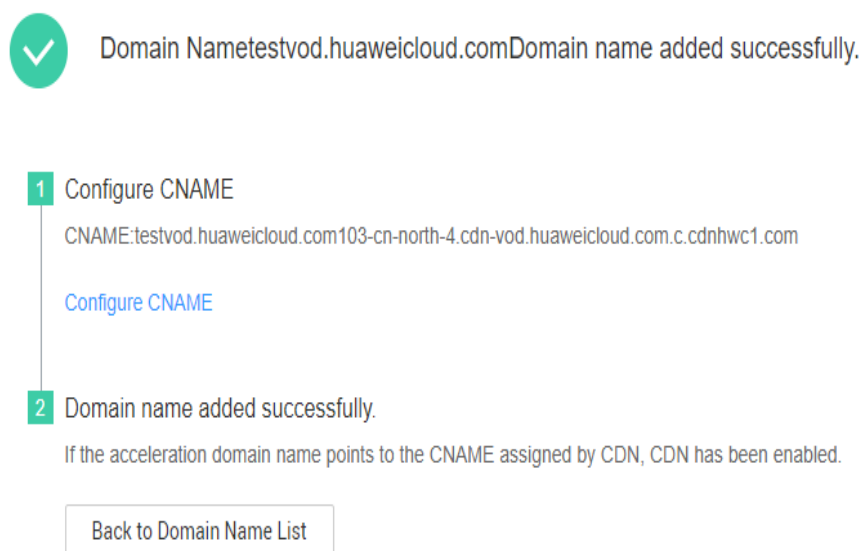 Domain Nametestvod.huaweicloud.comDomain name added successfully.
1 Configure CNAME
CNAME:testvod.huaweicloud.com103-cn-north-4.cdn-vod.huaweicloud.com.c.cdnhwc1.com
Configure CNAME
2 Domain name added successfully.
If the acceleration domain name points to the CNAME assigned by CDN, CDN has been enabled.
Back to Domain Name List